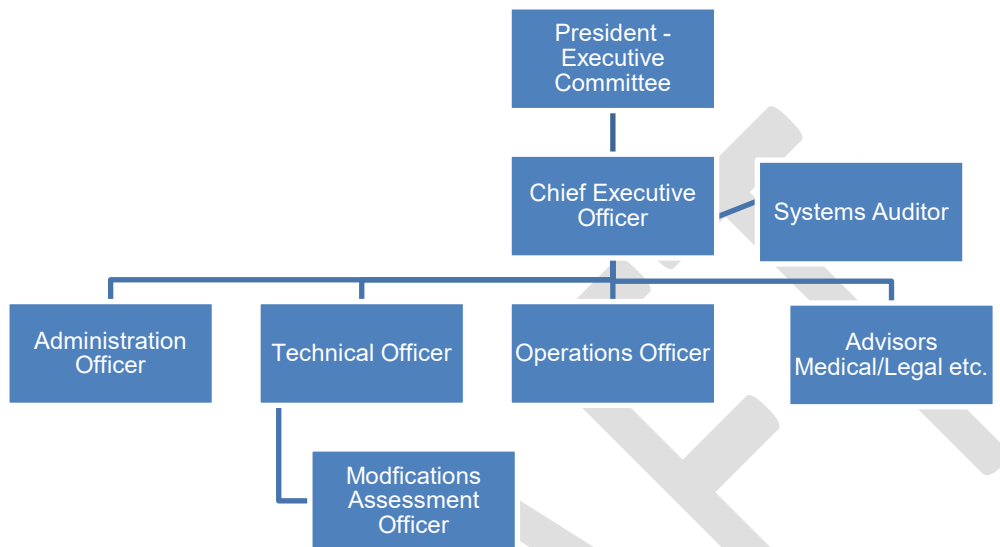 President -
Executive
Committee
Chief Executive
Officer
Systems Auditor
Administration
Officer
Technical Officer
Operations Officer
Advisors
Medical/Legal etc.
Modfications
Assessment
Officer